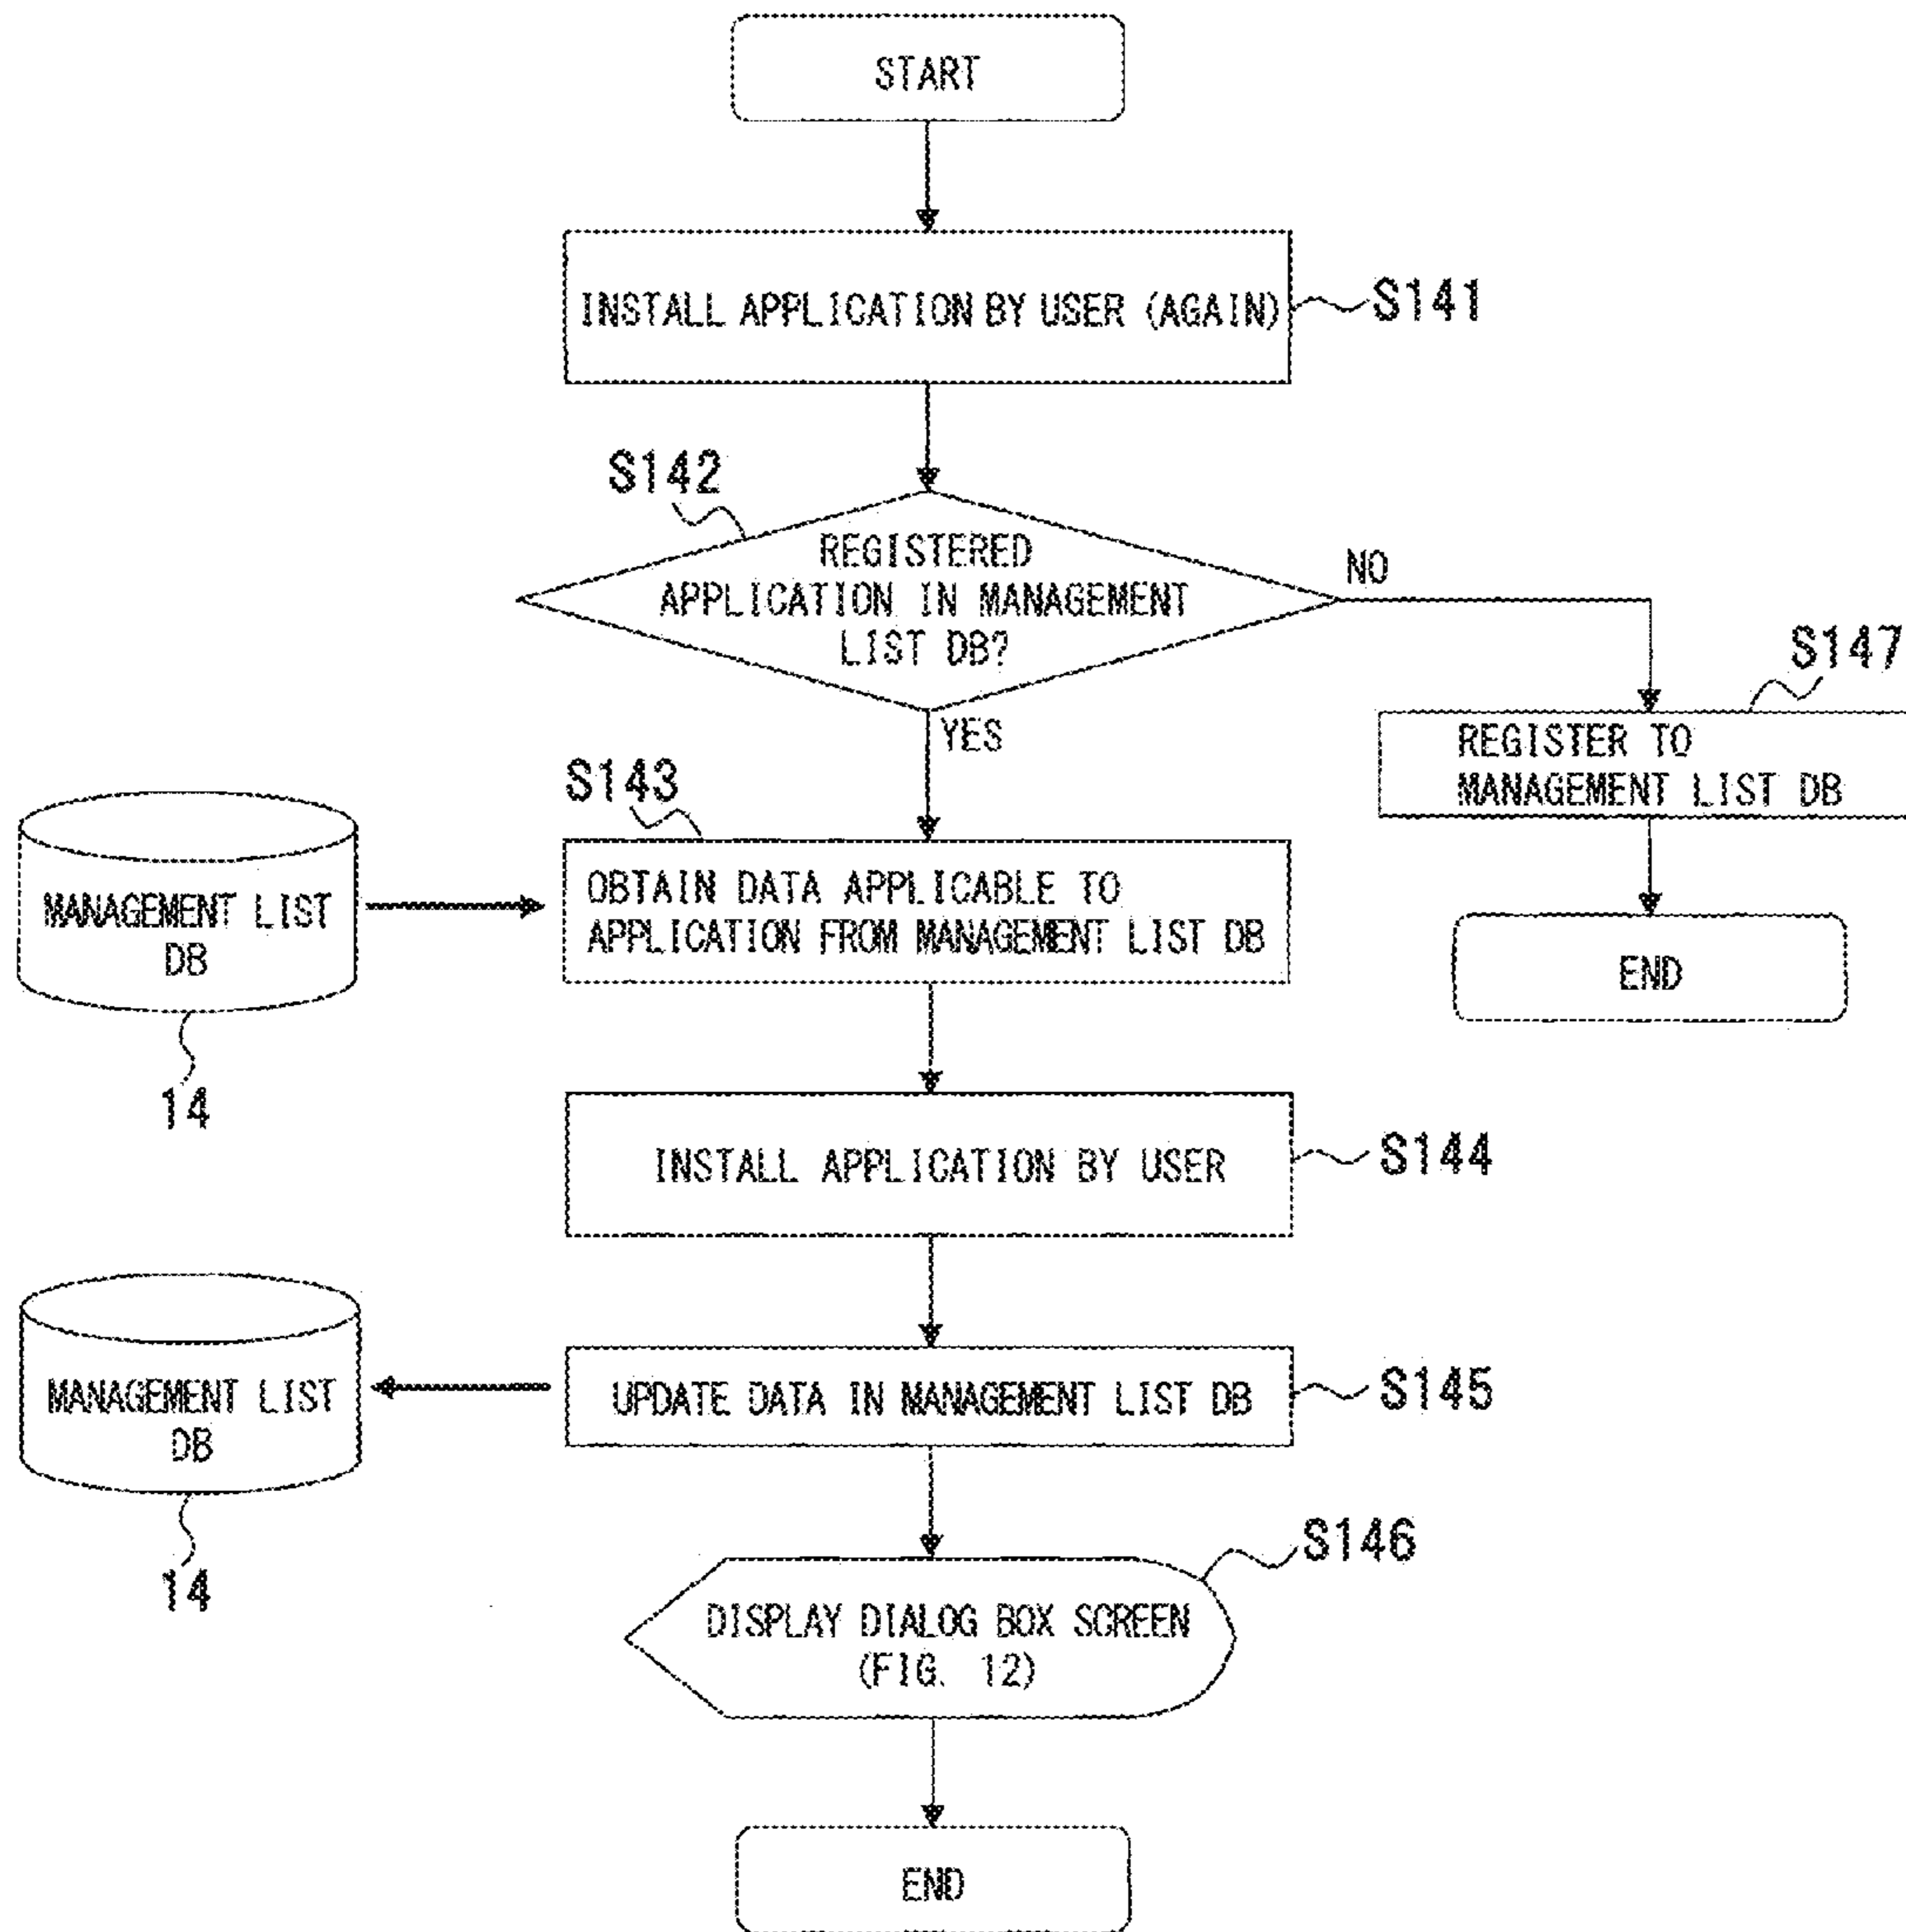 START
INSTALL APPLICATION BY USER (AGAIN)
S141
S142
REGISTERED
APPLICATION IN MANAGEMENT
LIST DB?
NO
YES
S147
REGISTER TO
MANAGEMENT LIST DB
END
S143
MANAGEMENT LIST
DB
14
OBTAIN DATA APPLICABLE TO
APPLICATION FROM MANAGEMENT LIST DB
INSTALL APPLICATION BY USER
S144
MANAGEMENT LIST
DB
14
UPDATE DATA IN MANAGEMENT LIST DB
S145
S146
DISPLAY DIALOG BOX SCREEN
(FIG. 12)
END